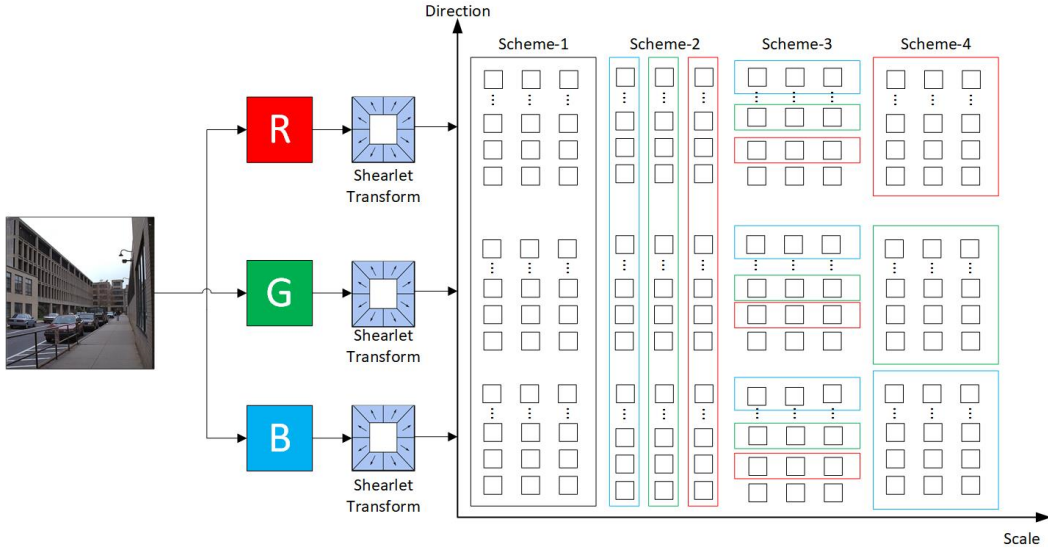 Direction
Scheme-1
Scheme-2
Scheme-3
Scheme-4
R
Shearlet
Transform
G
Shearlet
Transform
B
Shearlet
Transform
Scale